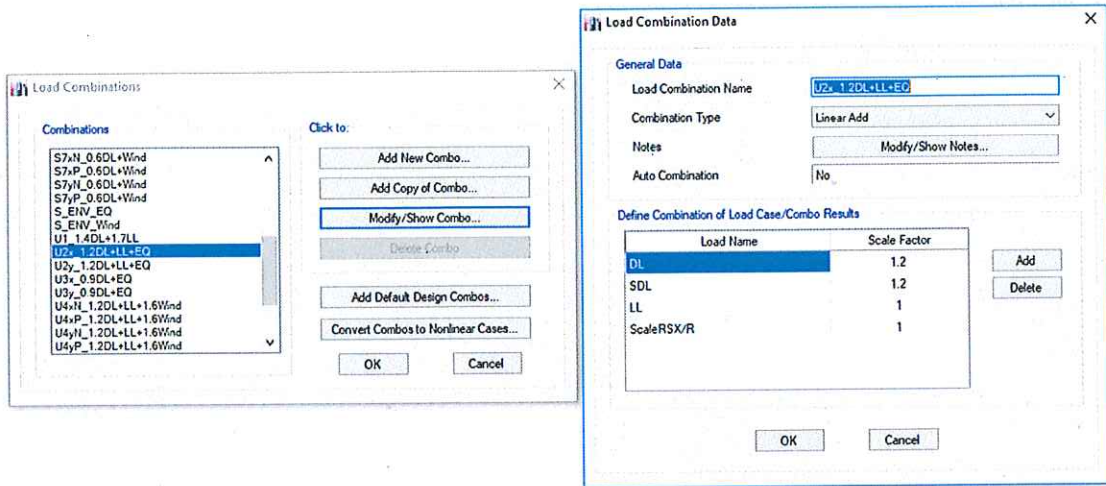 Load Combinations
Combinations
S7xN_0.6DL+Wind
S7xP_0.6DL+Wind
S7yN_0.6DL+Wind
S7yP_0.6DL+Wind
S_ENV_EQ
S_ENV_Wind
U1_1.4DL+1.7LL
U2x_1.2DL+LL+EQ
U2y_1.2DL+LL+EQ
U3x_0.9DL+EQ
U3y_0.9DL+EQ
U4xN_1.2DL+LL+1.6Wind
U4xP_1.2DL+LL+1.6Wind
U4yN_1.2DL+LL+1.6Wind
U4yP_1.2DL+LL+1.6Wind
Click to:
Add New Combo...
Add Copy of Combo...
Modify/Show Combo...
Delete Combo
Add Default Design Combos...
Convert Combos to Nonlinear Cases...
OK Cancel
Load Combination Data
General Data
Load Combination Name U2x_1.2DL+LL+EQ
Combination Type Linear Add
Notes Modify/Show Notes...
Auto Combination No
Define Combination of Load Case/Combo Results
Load Name Scale Factor
DL 1.2
SDL 1.2
LL 1
ScaleRSX/R 1
Add
Delete
OK Cancel